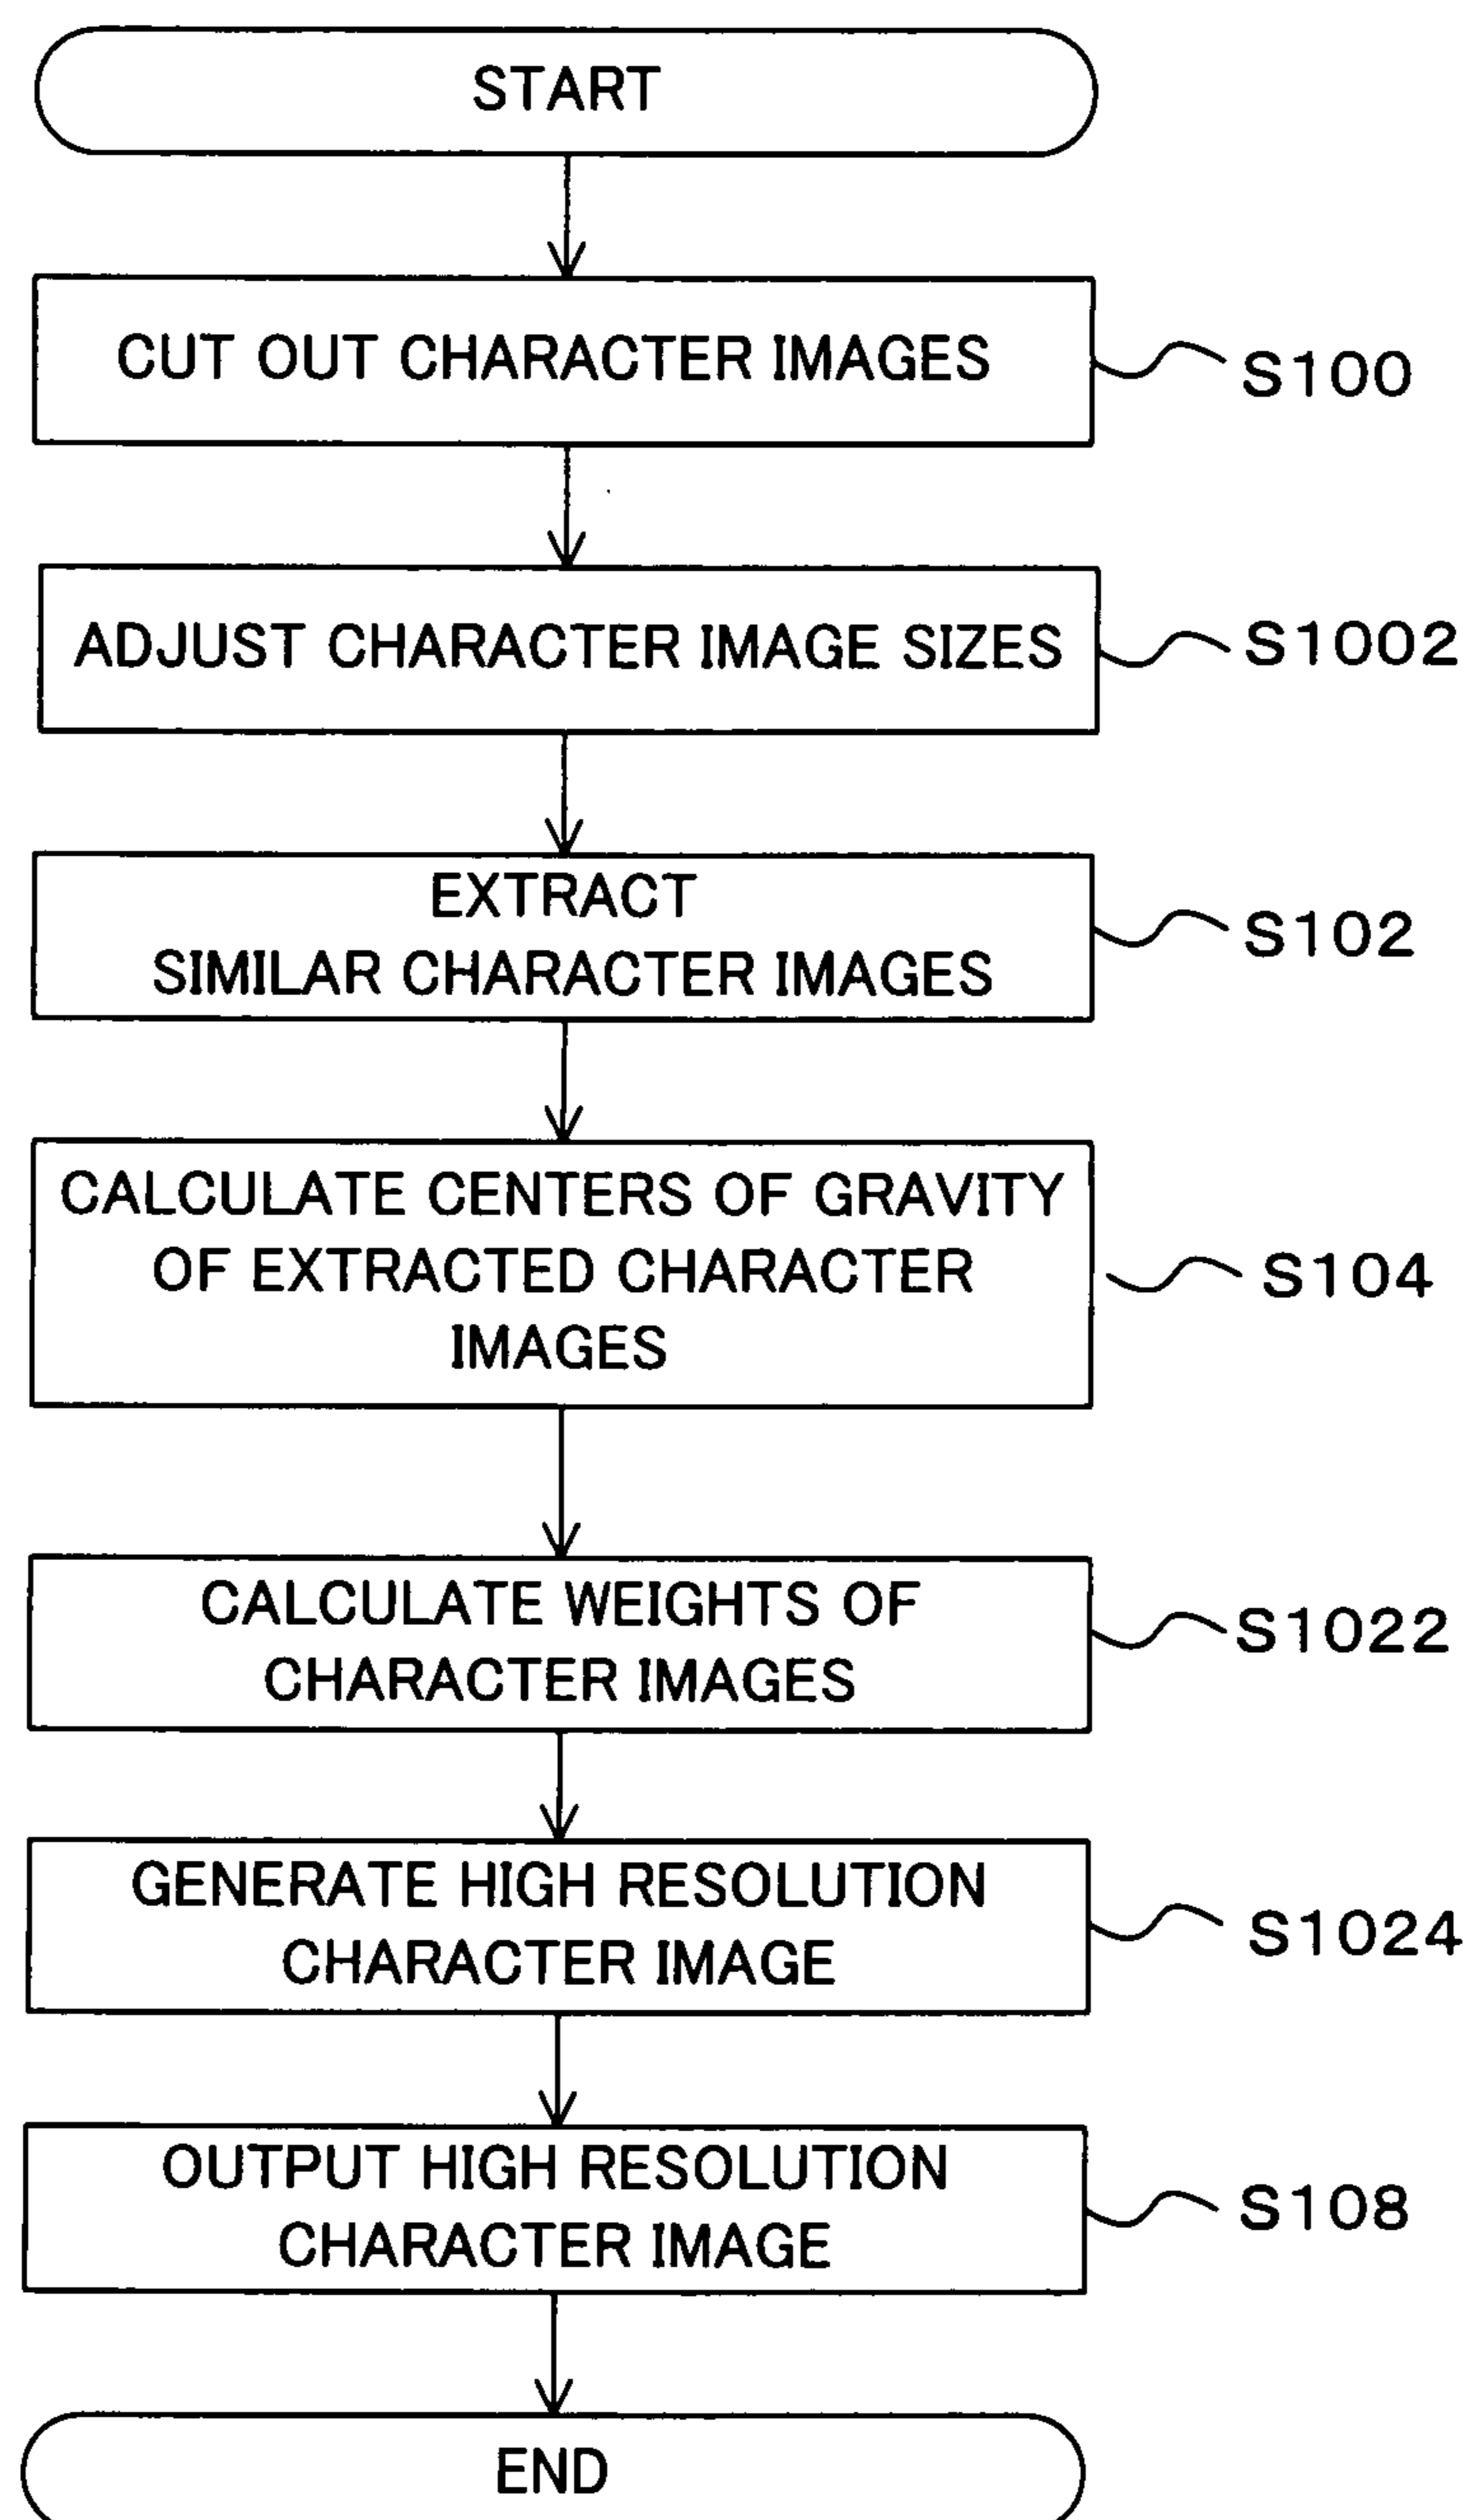 START
CUT OUT CHARACTER IMAGES
S100
ADJUST CHARACTER IMAGE SIZES
S1002
EXTRACT
SIMILAR CHARACTER IMAGES
S102
CALCULATE CENTERS OF GRAVITY
OF EXTRACTED CHARACTER
IMAGES
S104
CALCULATE WEIGHTS OF
CHARACTER IMAGES
S1022
GENERATE HIGH RESOLUTION
CHARACTER IMAGE
S1024
OUTPUT HIGH RESOLUTION
CHARACTER IMAGE
S108
END